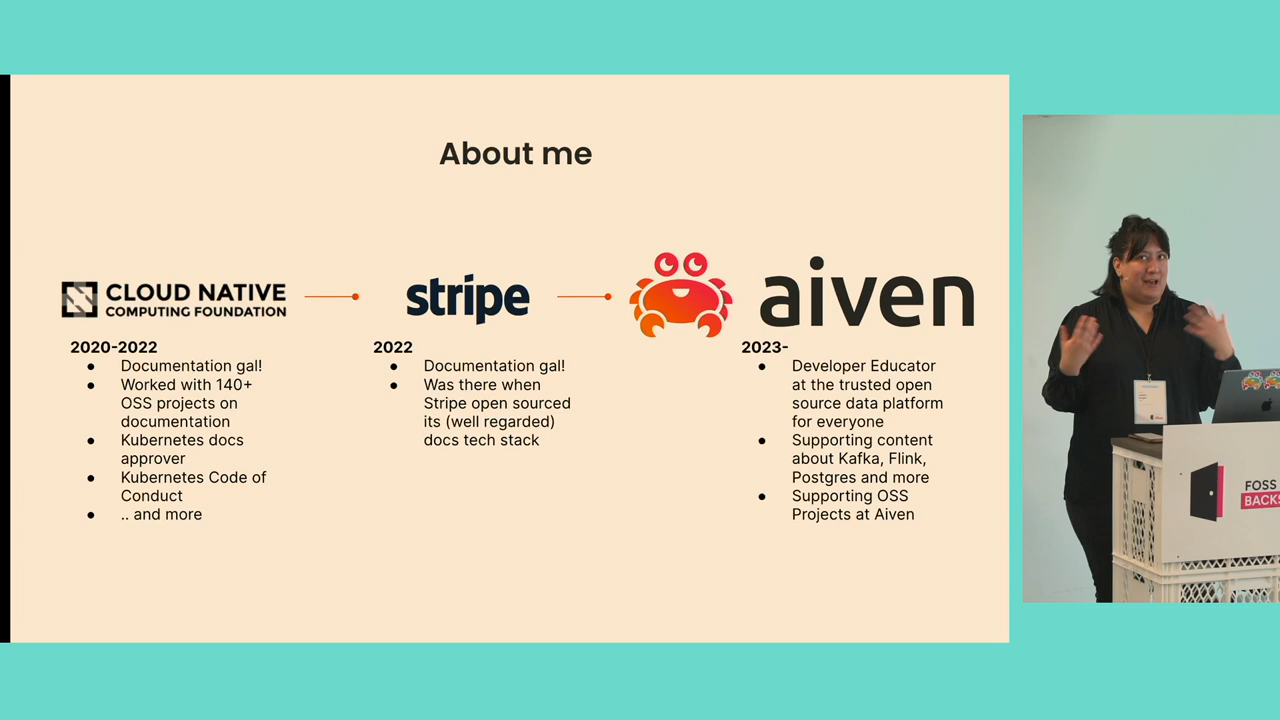 About me
CLOUD NATIVE
COMPUTING FOUNDATION
2020-2022
● Documentation gal!
● Worked with 140+
OSS projects on
documentation
● Kubernetes docs
approver
● Kubernetes Code of
Conduct
● .. and more
stripe
2022
● Documentation gal!
● Was there when
Stripe open sourced
its (well regarded)
docs tech stack
aiven
2023-
● Developer Educator
at the trusted open
source data platform
for everyone
● Supporting content
about Kafka, Flink,
Postgres and more
● Supporting OSS
Projects at Aiven
FOSS
BACKS